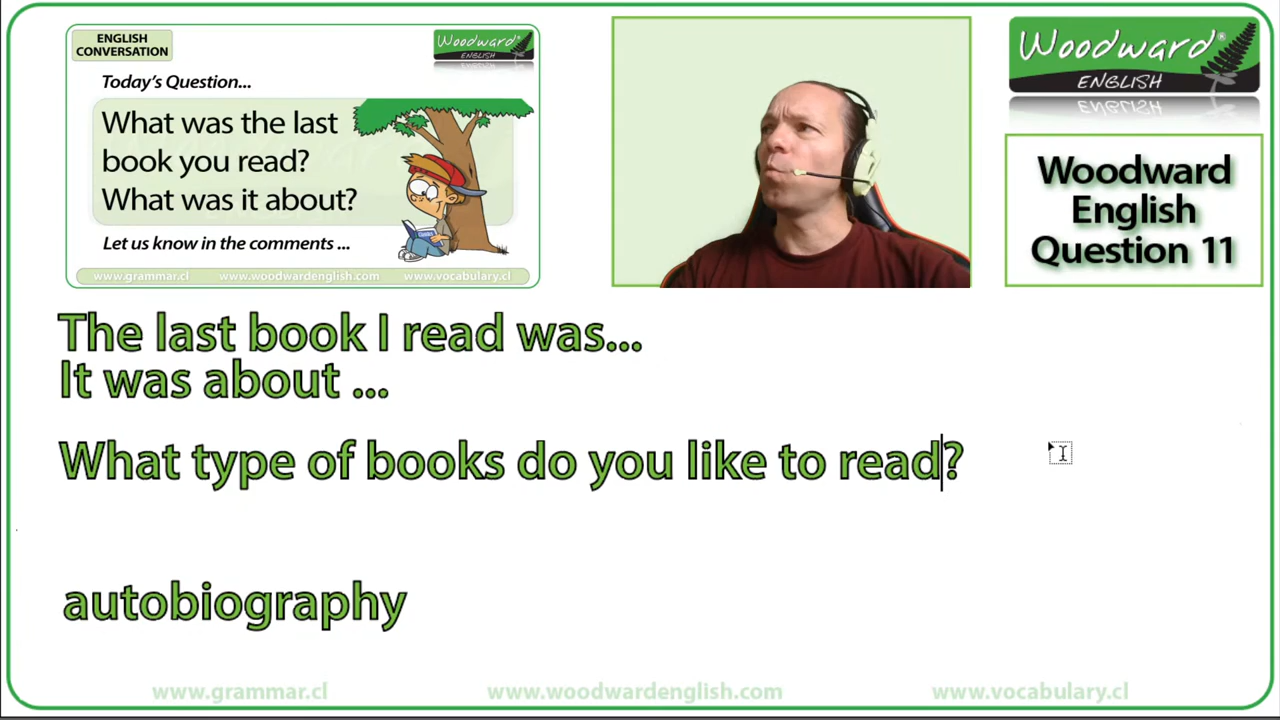 ENGLISH
CONVERSATION
Woodward®
ENGLISH
Today's Question...
What was the last
book you read?
What was it about?
Let us know in the comments ...
www.grammar.cl www.woodwardenglish.com www.vocabulary.cl
Woodward®
ENGLISH
Woodward
English
Question 11
The last book I read was...
It was about ...
What type of books do you like to read?
autobiography
www.grammar.cl www.woodwardenglish.com www.vocabulary.cl